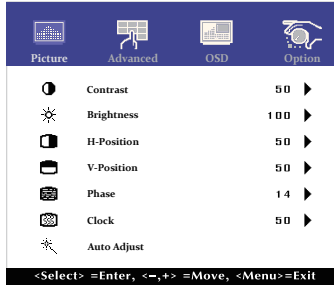 Picture Advanced OSD Option
Contrast 50
Brightness 100
H-Position 50
V-Position 50
Phase 14
Clock 50
Auto Adjust
<Select> =Enter, <–,+> =Move, <Menu>=Exit